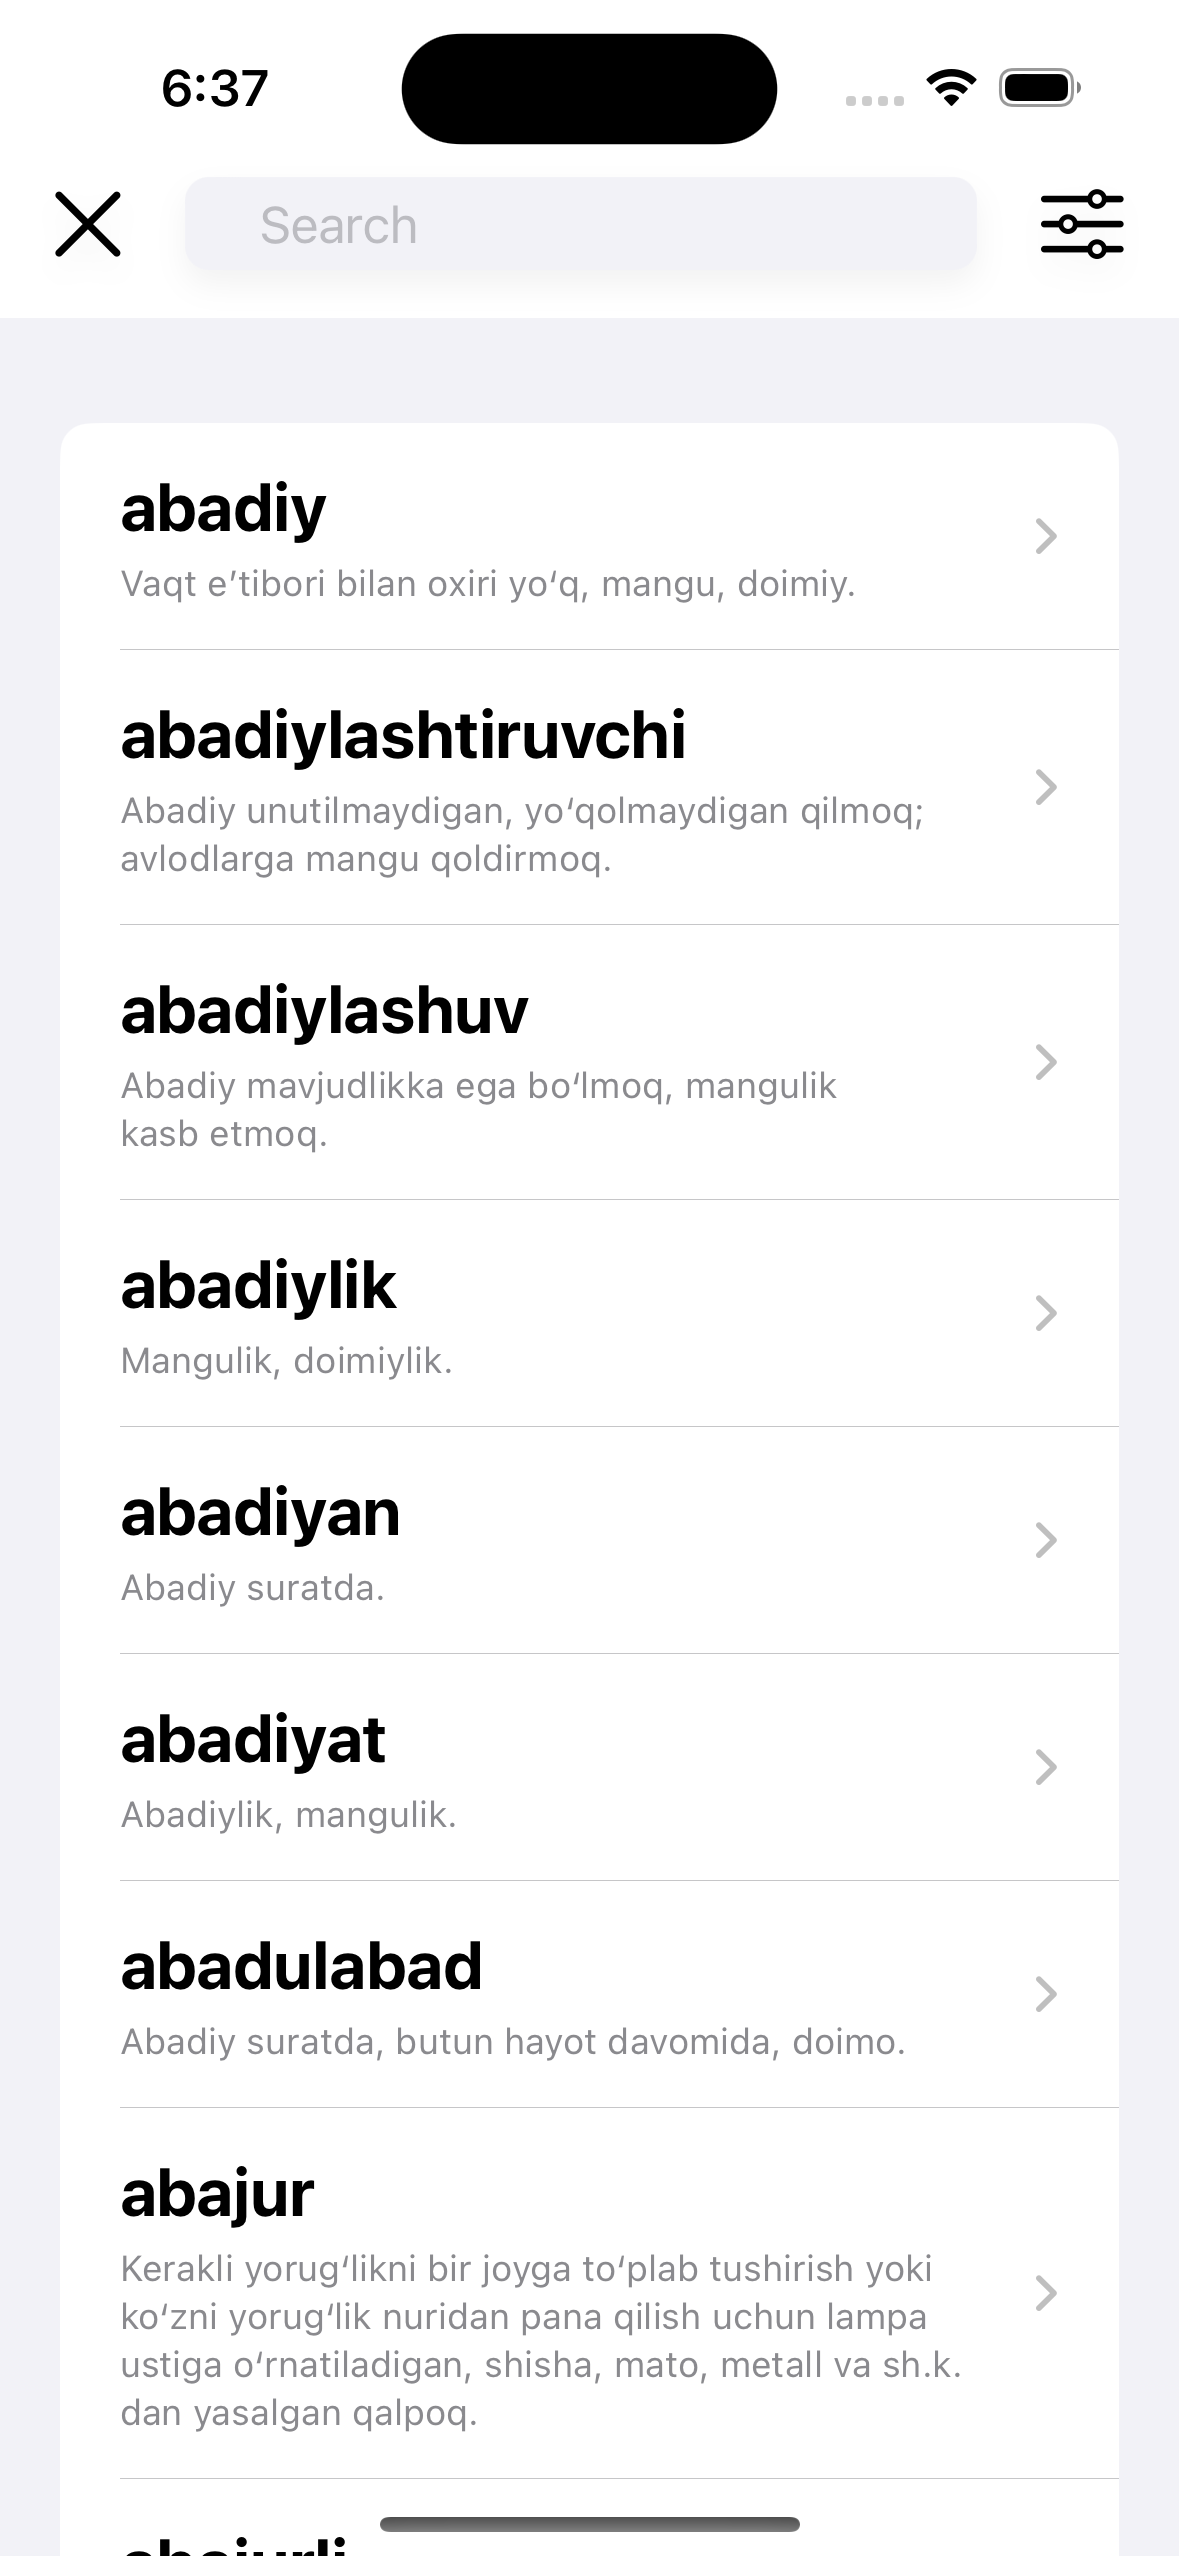 6:37
Search
abadiy
Vaqt eʼtibori bilan oxiri yoʻq, mangu, doimiy.
abadiylashtiruvchi
Abadiy unutilmaydigan, yoʻqolmaydigan qilmoq;
avlodlarga mangu qoldirmoq.
abadiylashuv
Abadiy mavjudlikka ega boʻlmoq, mangulik
kasb etmoq.
abadiylik
Mangulik, doimiylik.
abadiyan
Abadiy suratda.
abadiyat
Abadiylik, mangulik.
abadulabad
Abadiy suratda, butun hayot davomida, doimo.
abajur
Kerakli yorugʻlikni bir joyga toʻplab tushirish yoki
koʻzni yorugʻlik nuridan pana qilish uchun lampa
ustiga oʻrnatiladigan, shisha, mato, metall va sh.k.
dan yasalgan qalpoq.
abajurli